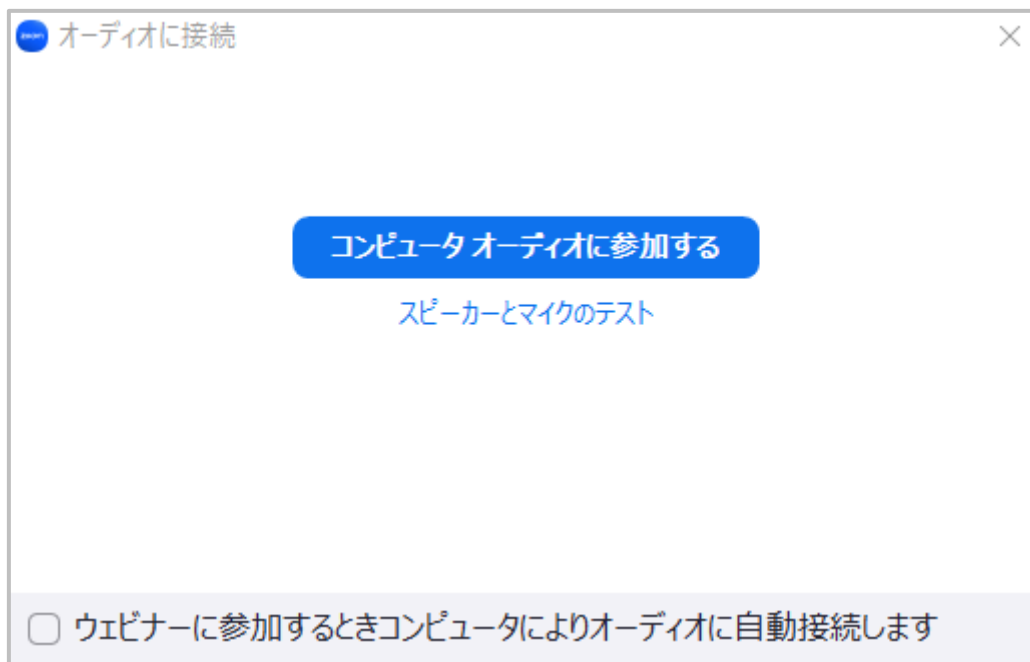 zoom オーディオに接続
コンピュータ オーディオに参加する
スピーカーとマイクのテスト
ウェビナーに参加するときコンピュータによりオーディオに自動接続します